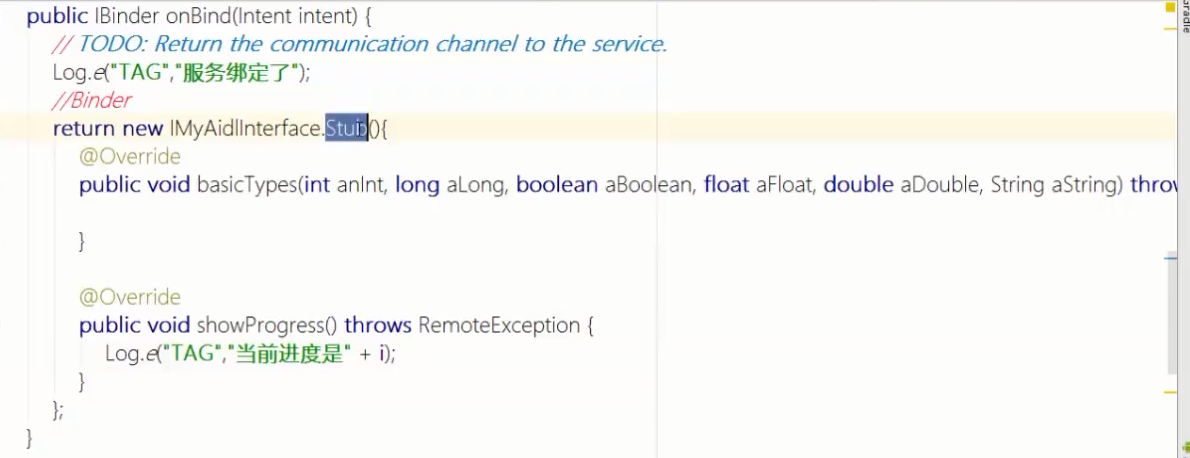 public IBinder onBind(Intent intent) {
// TODO: Return the communication channel to the service.
Log.e("TAG","服务绑定了");
//Binder
return new IMyAidlInterface.Stub(){
@Override
public void basicTypes(int anInt, long aLong, boolean aBoolean, float aFloat, double aDouble, String aString) throw
}
@Override
public void showProgress() throws RemoteException {
Log.e("TAG","当前进度是" + i);
}
};
}